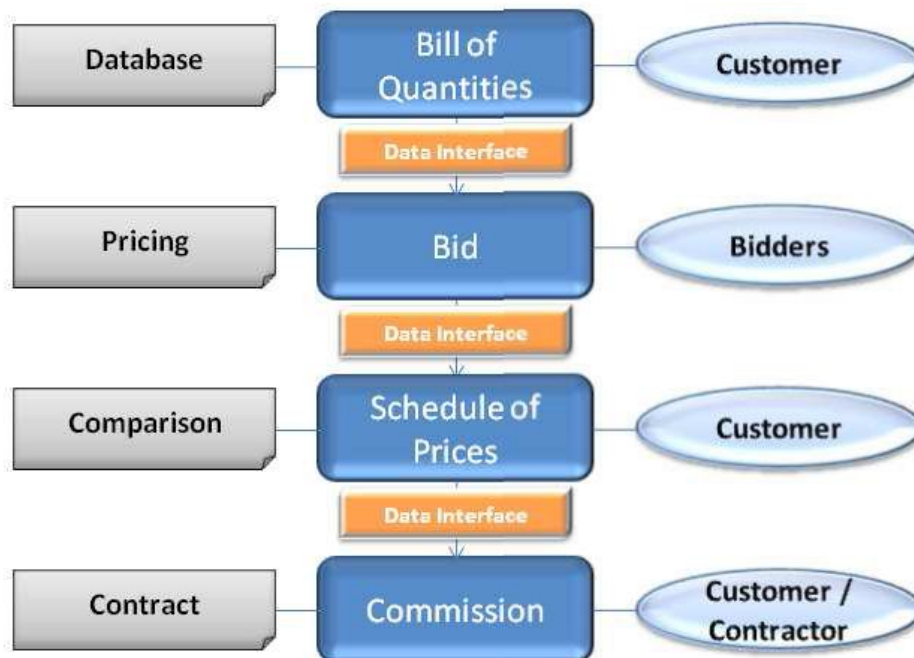 Database
Bill of
Quantities
Customer
Data Interface
Pricing
Bid
Bidders
Data Interface
Comparison
Schedule of
Prices
Customer
Data Interface
Contract
Commission
Customer /
Contractor